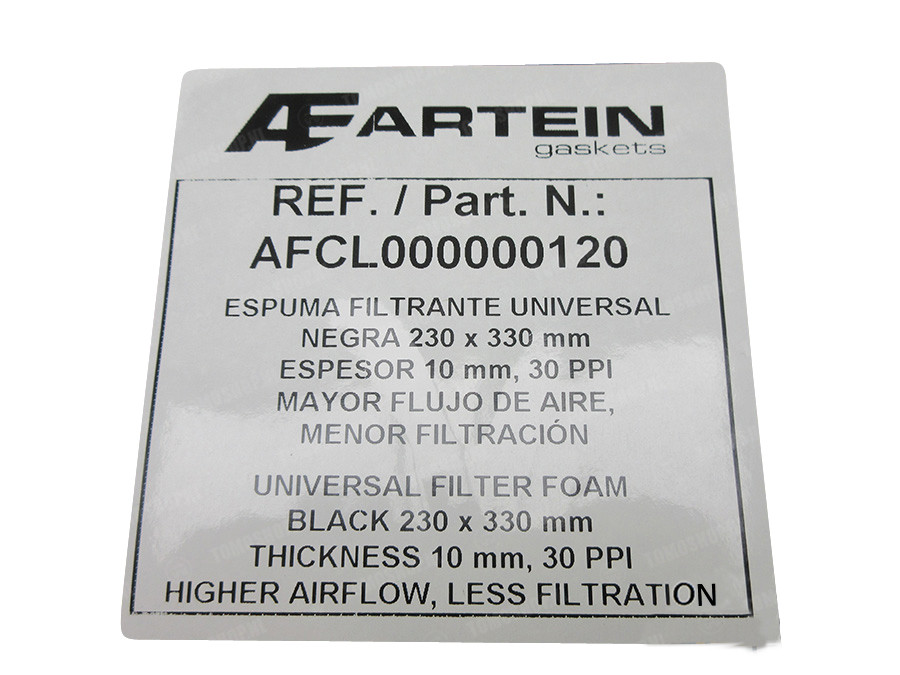 AE ARTEIN
gaskets
REF. / Part. N.:
AFCL000000120
ESPUMA FILTRANTE UNIVERSAL
NEGRA 230 x 330 mm
ESPESOR 10 mm, 30 PPI
MAYOR FLUJO DE AIRE,
MENOR FILTRACIÓN
UNIVERSAL FILTER FOAM
BLACK 230 x 330 mm
THICKNESS 10 mm, 30 PPI
HIGHER AIRFLOW, LESS FILTRATION